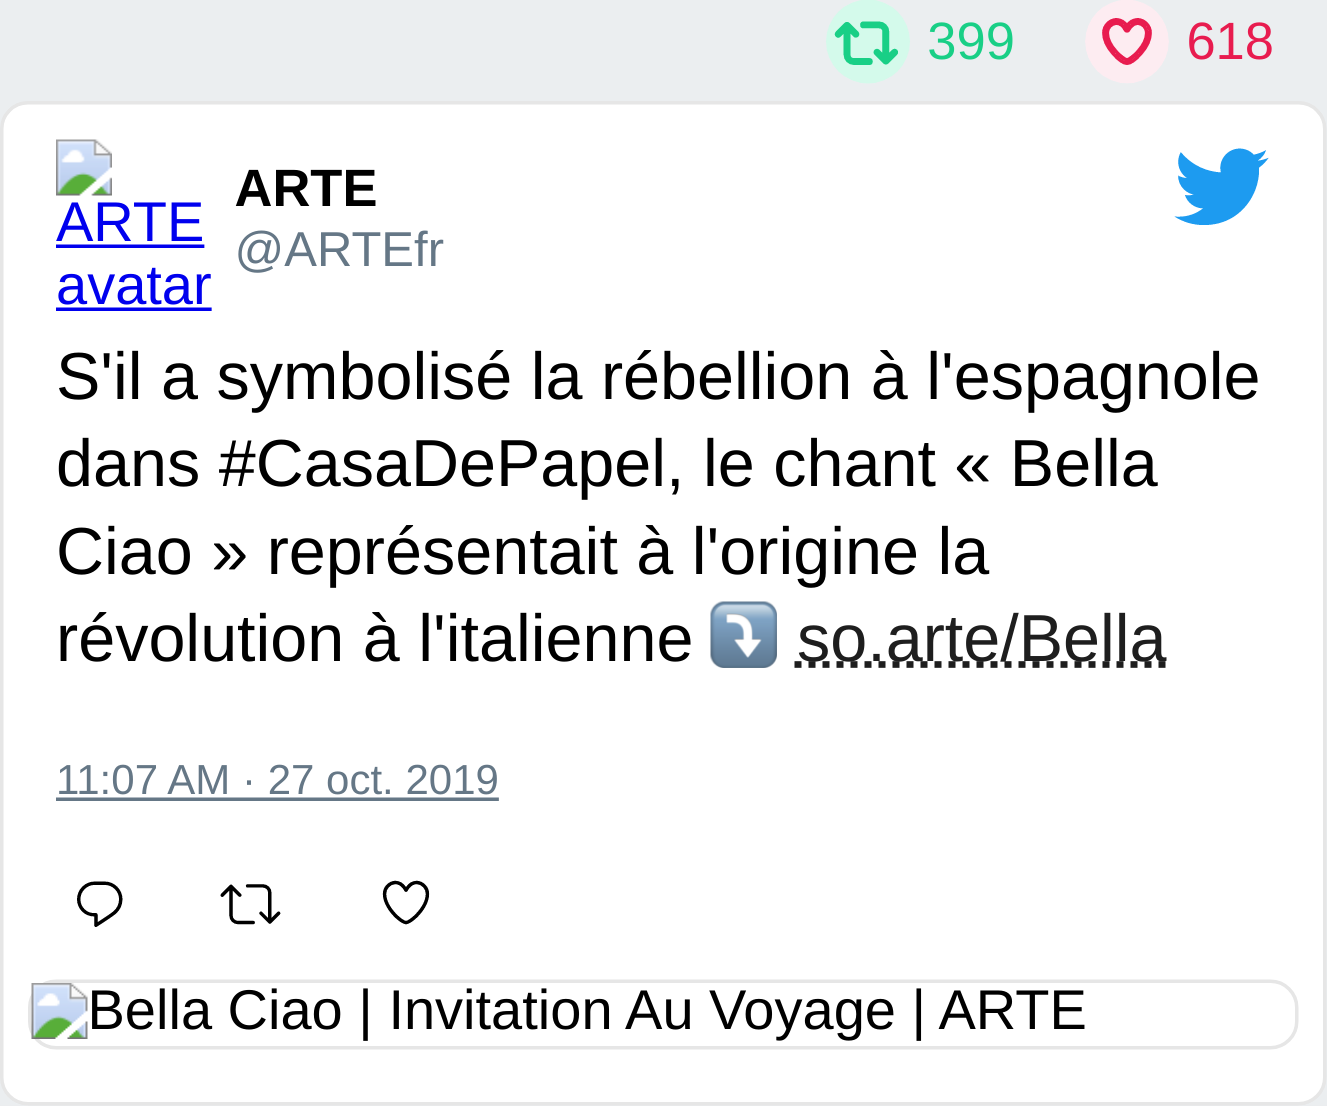 399 618
ARTE avatar
ARTE
@ARTEfr
S'il a symbolisé la rébellion à l'espagnole
dans #CasaDePapel, le chant « Bella
Ciao » représentait à l'origine la
révolution à l'italienne ⤵️ so.arte/Bella
11:07 AM · 27 oct. 2019
Bella Ciao | Invitation Au Voyage | ARTE